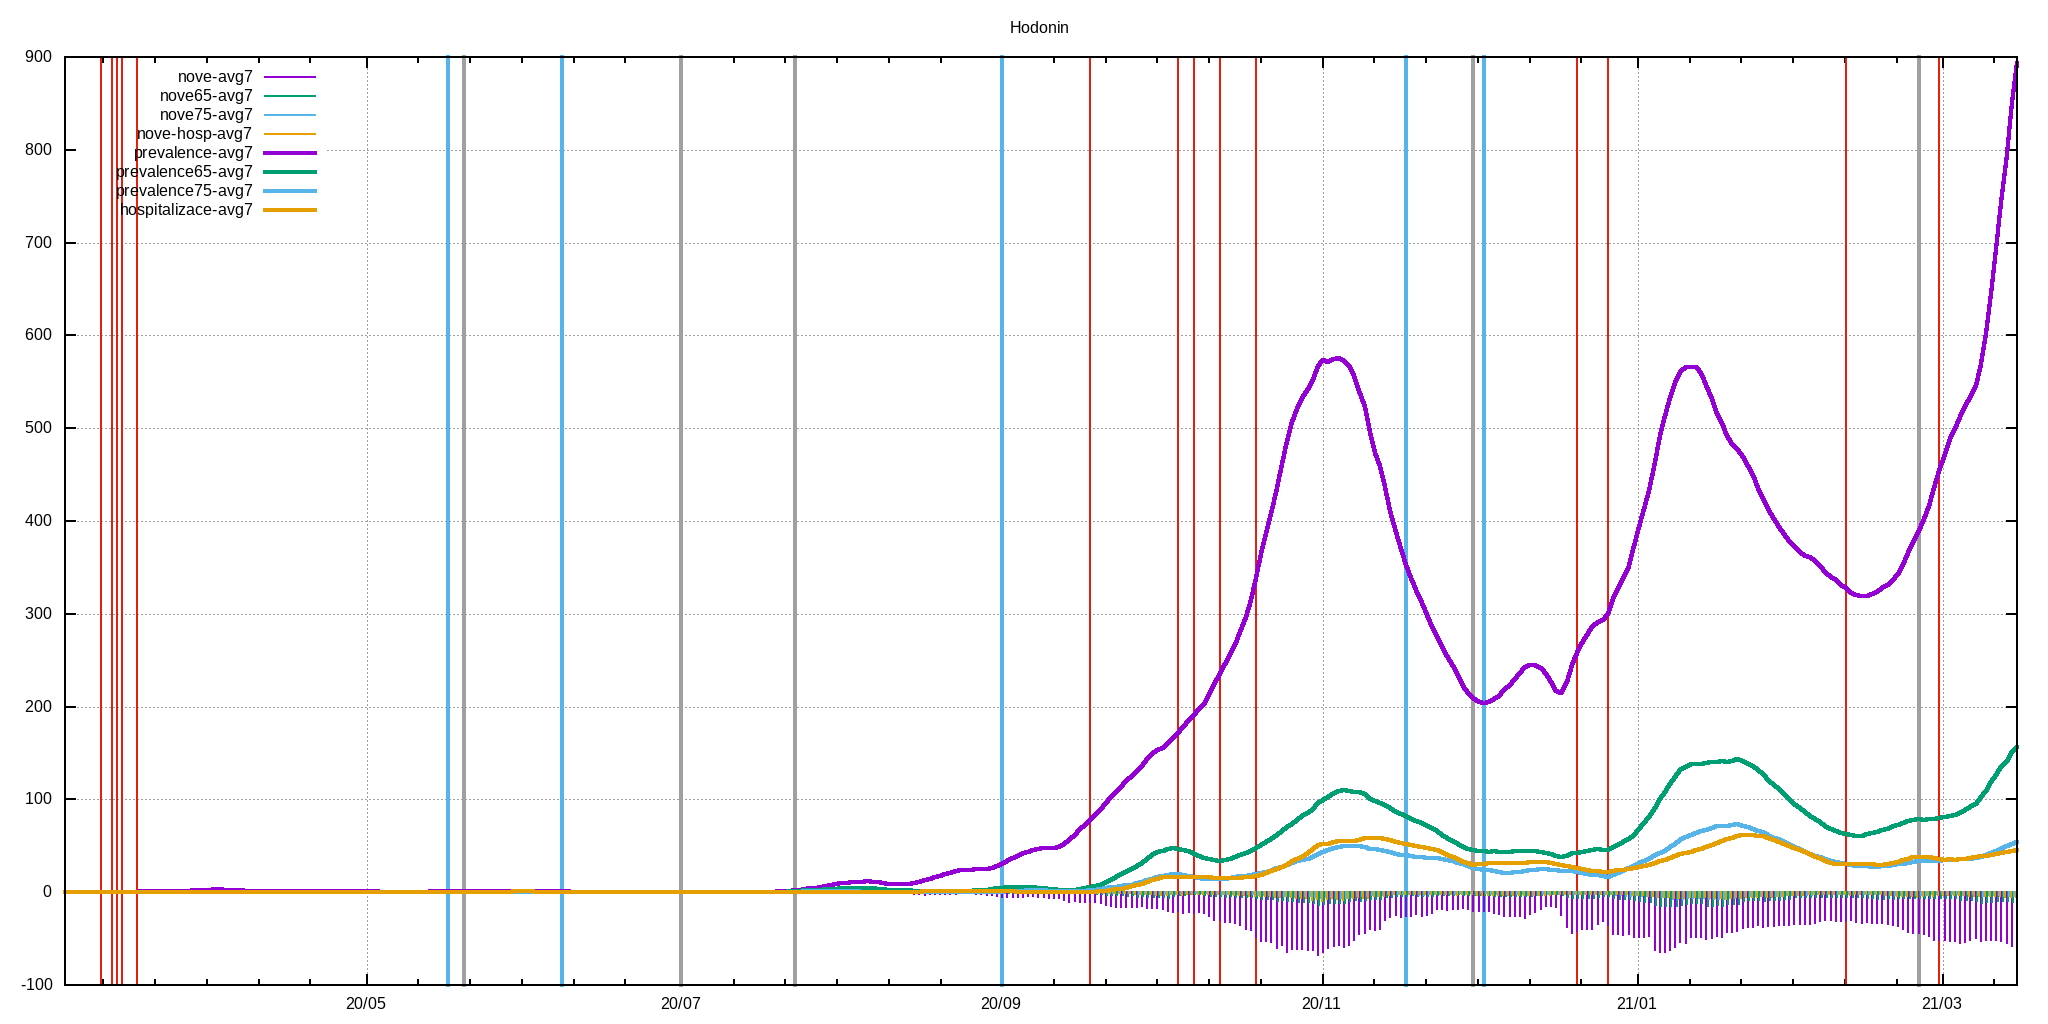 Hodonin
900
800
700
600
500
400
300
200
100
0
-100
nove-avg7
nove65-avg7
nove75-avg7
nove-hosp-avg7
prevalence-avg7
prevalence65-avg7
prevalence75-avg7
hospitalizace-avg7
20/05 20/07 20/09 20/11 21/01 21/03